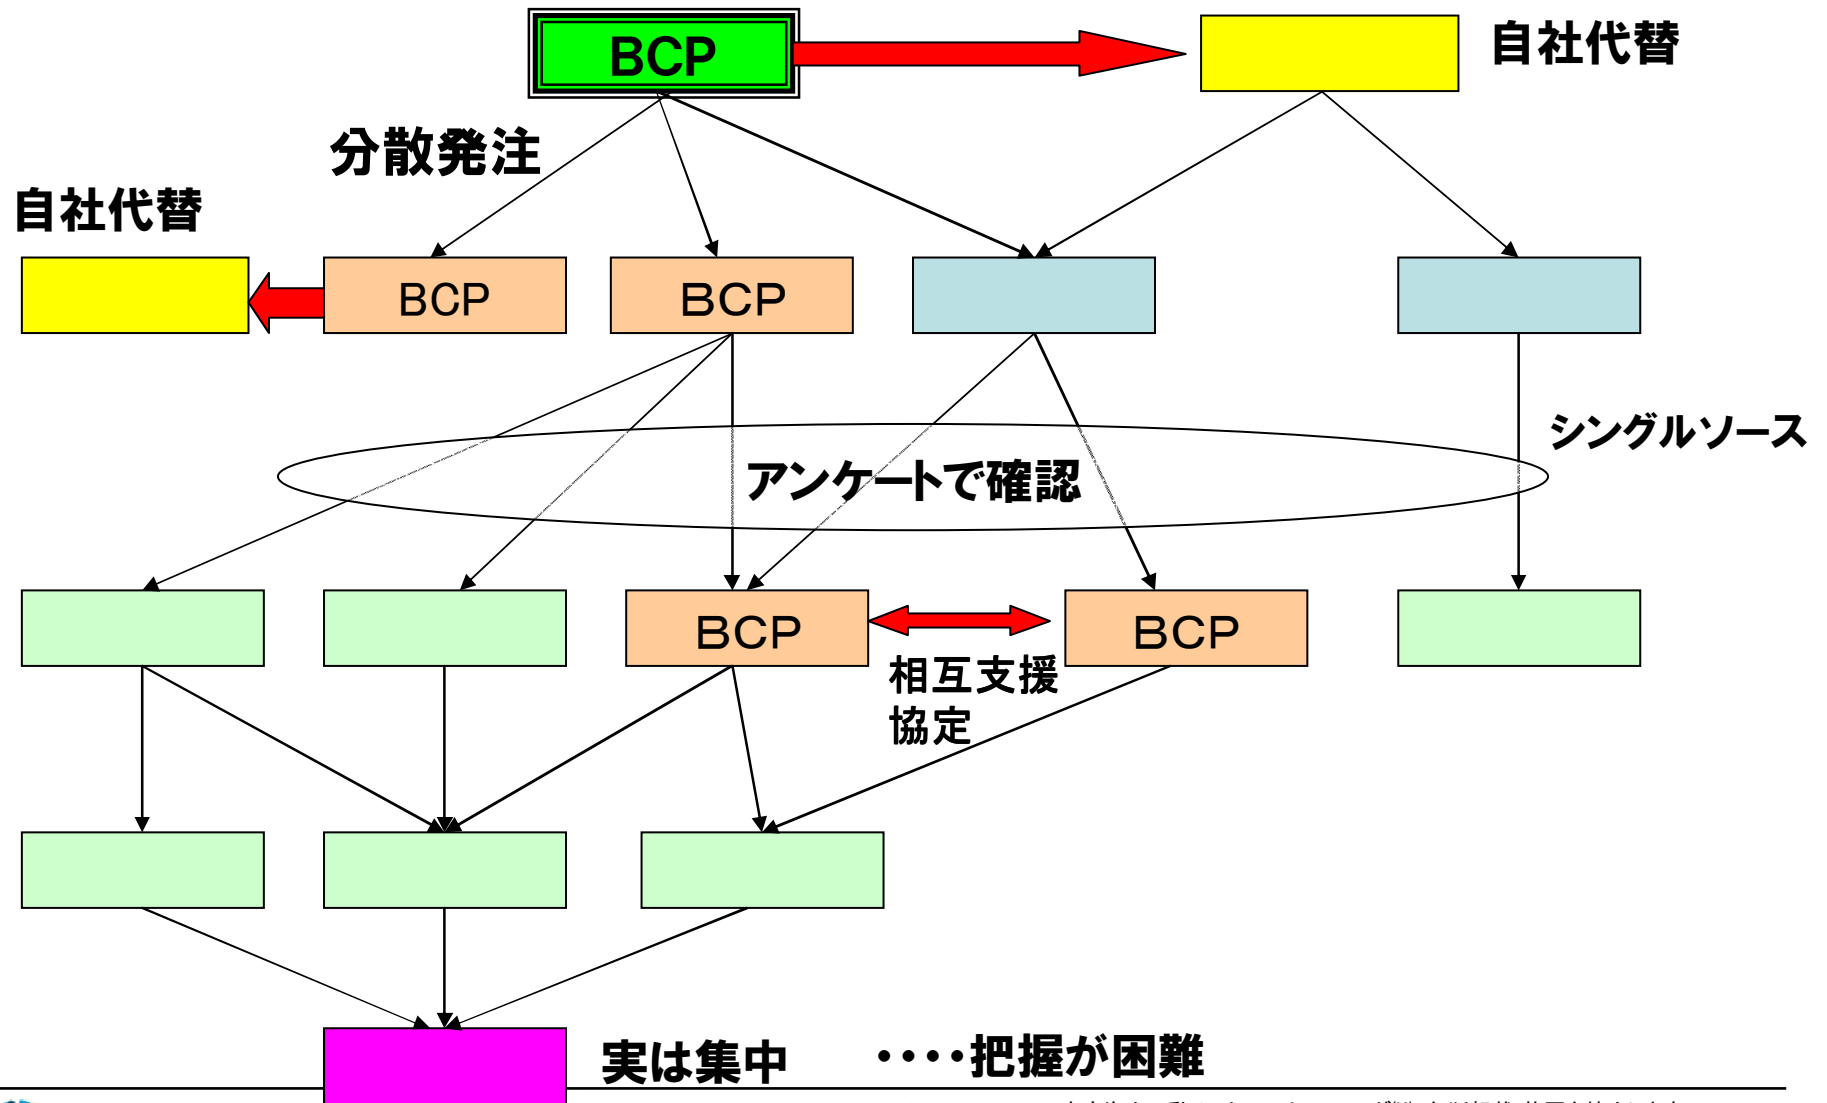 BCP
自社代替
分散発注
自社代替
BCP
BCP
シングルソース
アンケートで確認
BCP
BCP
相互支援
協定
実は集中
・・・・把握が困難